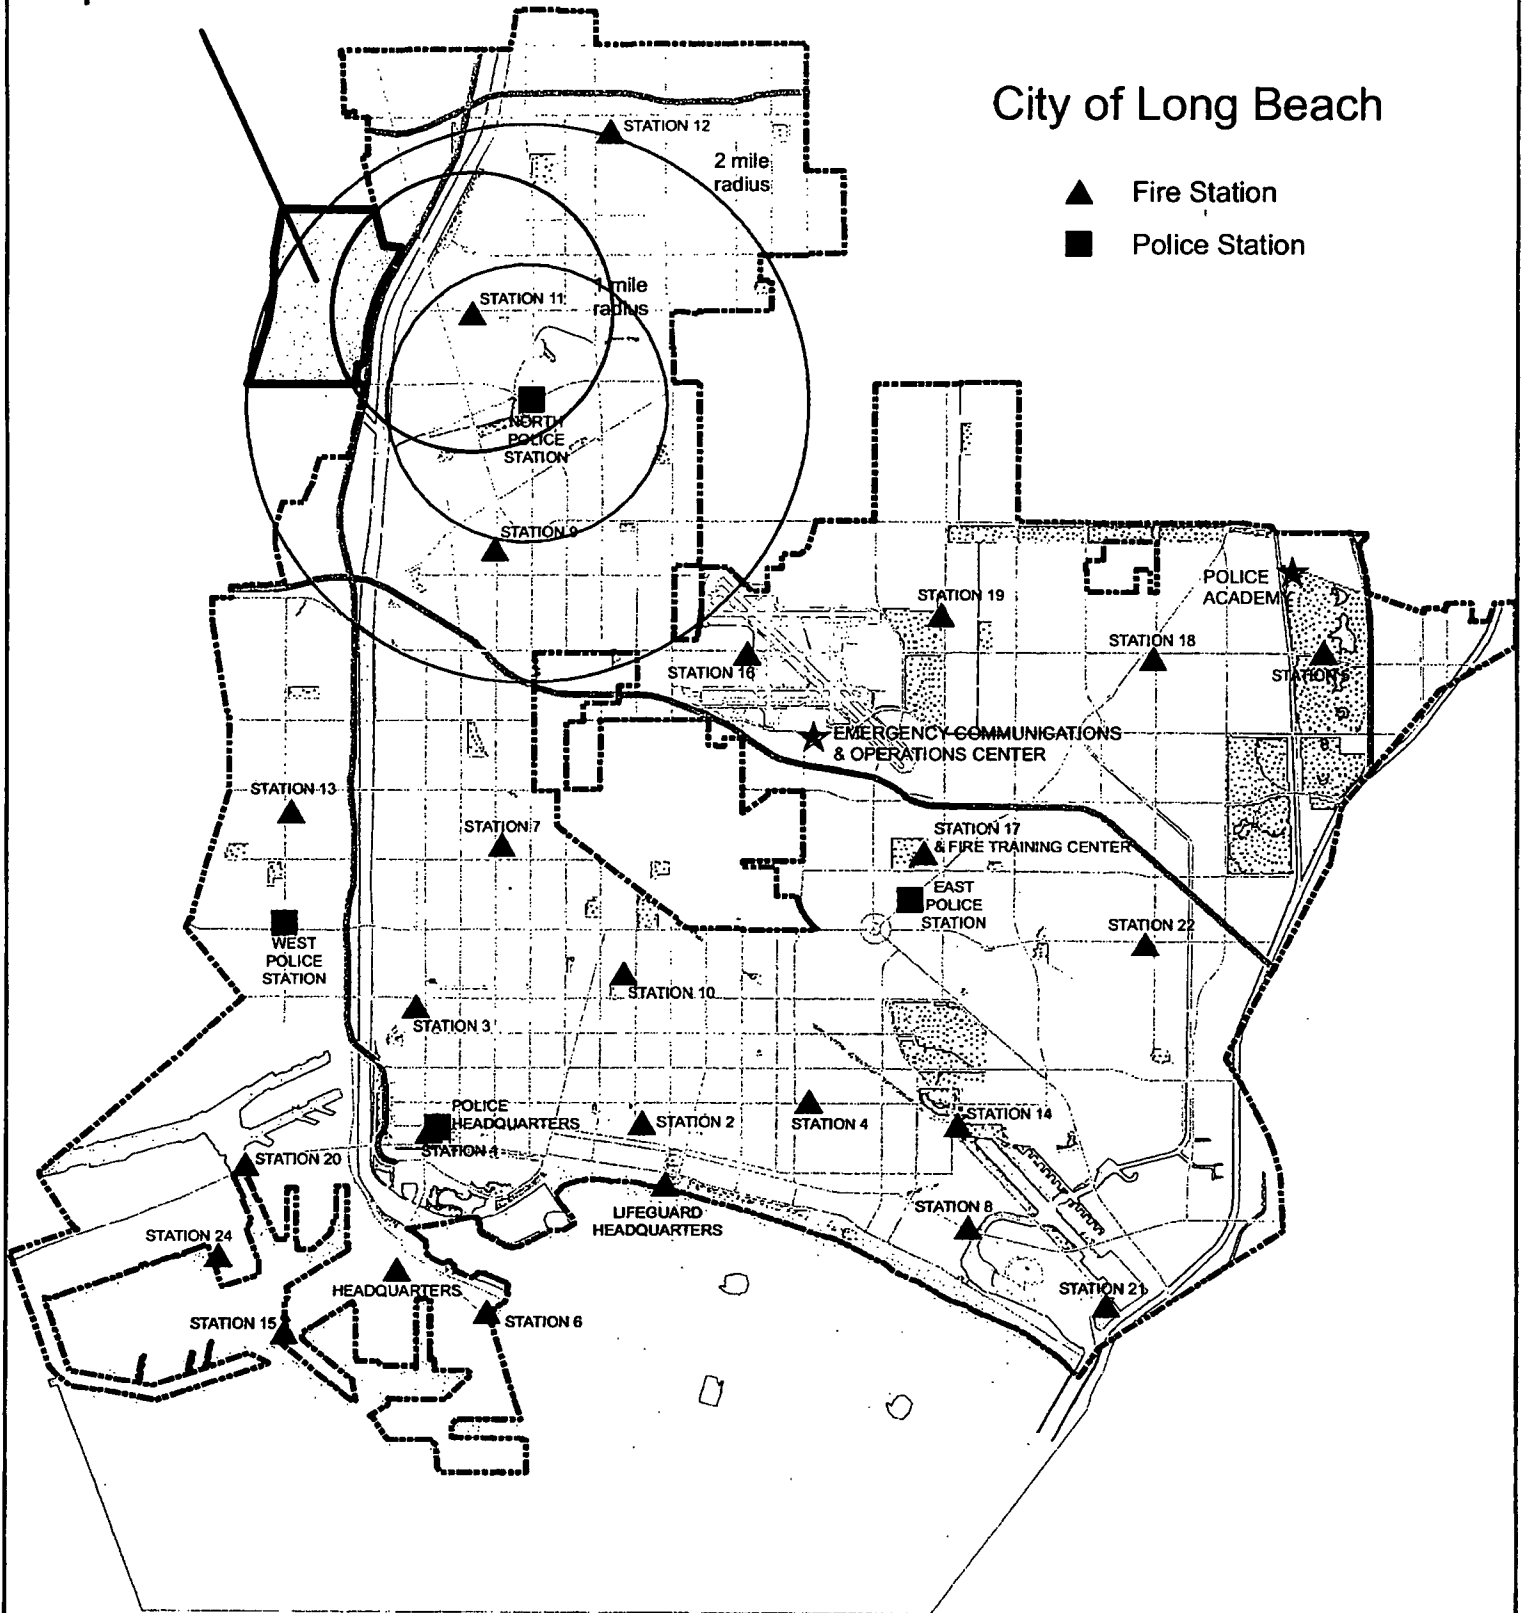 City of Long Beach
Fire Station
Police Station
STATION 12
2 mile
radius
1 mile
radius
STATION 11
NORTH
POLICE
STATION
STATION 9
POLICE
ACADEMY
STATION 19
STATION 18
STATION 16
STATION 5
EMERGENCY COMMUNICATIONS
& OPERATIONS CENTER
STATION 13
STATION 7
STATION 17
& FIRE TRAINING CENTER
EAST
POLICE
STATION
STATION 22
WEST
POLICE
STATION
STATION 10
STATION 3
POLICE
HEADQUARTERS
STATION 1
STATION 2
STATION 4
STATION 14
STATION 20
LIFEGUARD
HEADQUARTERS
STATION 8
STATION 24
HEADQUARTERS
STATION 21
STATION 15
STATION 6